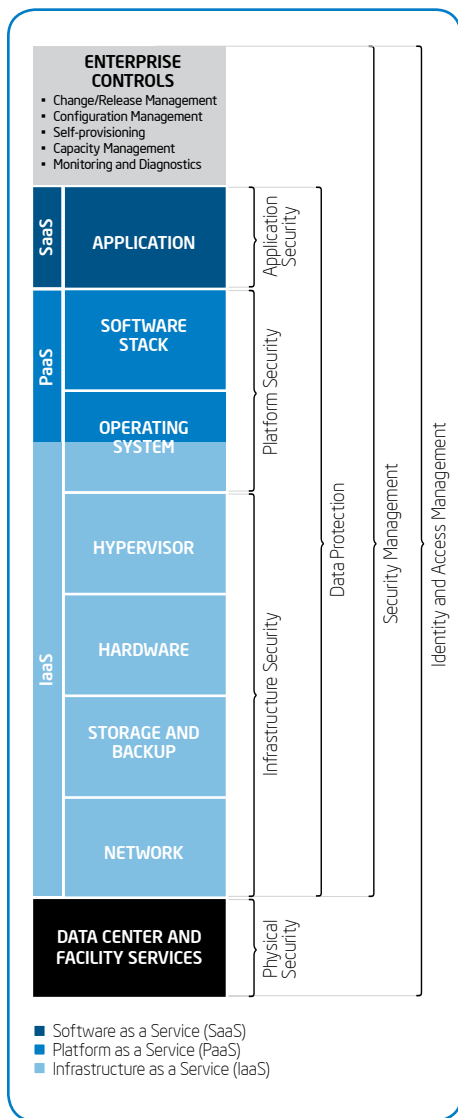 ENTERPRISE
CONTROLS
▪ Change/Release Management
▪ Configuration Management
▪ Self-provisioning
▪ Capacity Management
▪ Monitoring and Diagnostics
SaaS
APPLICATION
Application
Security
PaaS
SOFTWARE
STACK
OPERATING
SYSTEM
Platform Security
IaaS
HYPERVISOR
HARDWARE
STORAGE AND
BACKUP
NETWORK
Infrastructure Security
Data Protection
Security Management
Identity and Access Management
DATA CENTER AND
FACILITY SERVICES
Physical
Security
■ Software as a Service (SaaS)
■ Platform as a Service (PaaS)
■ Infrastructure as a Service (IaaS)